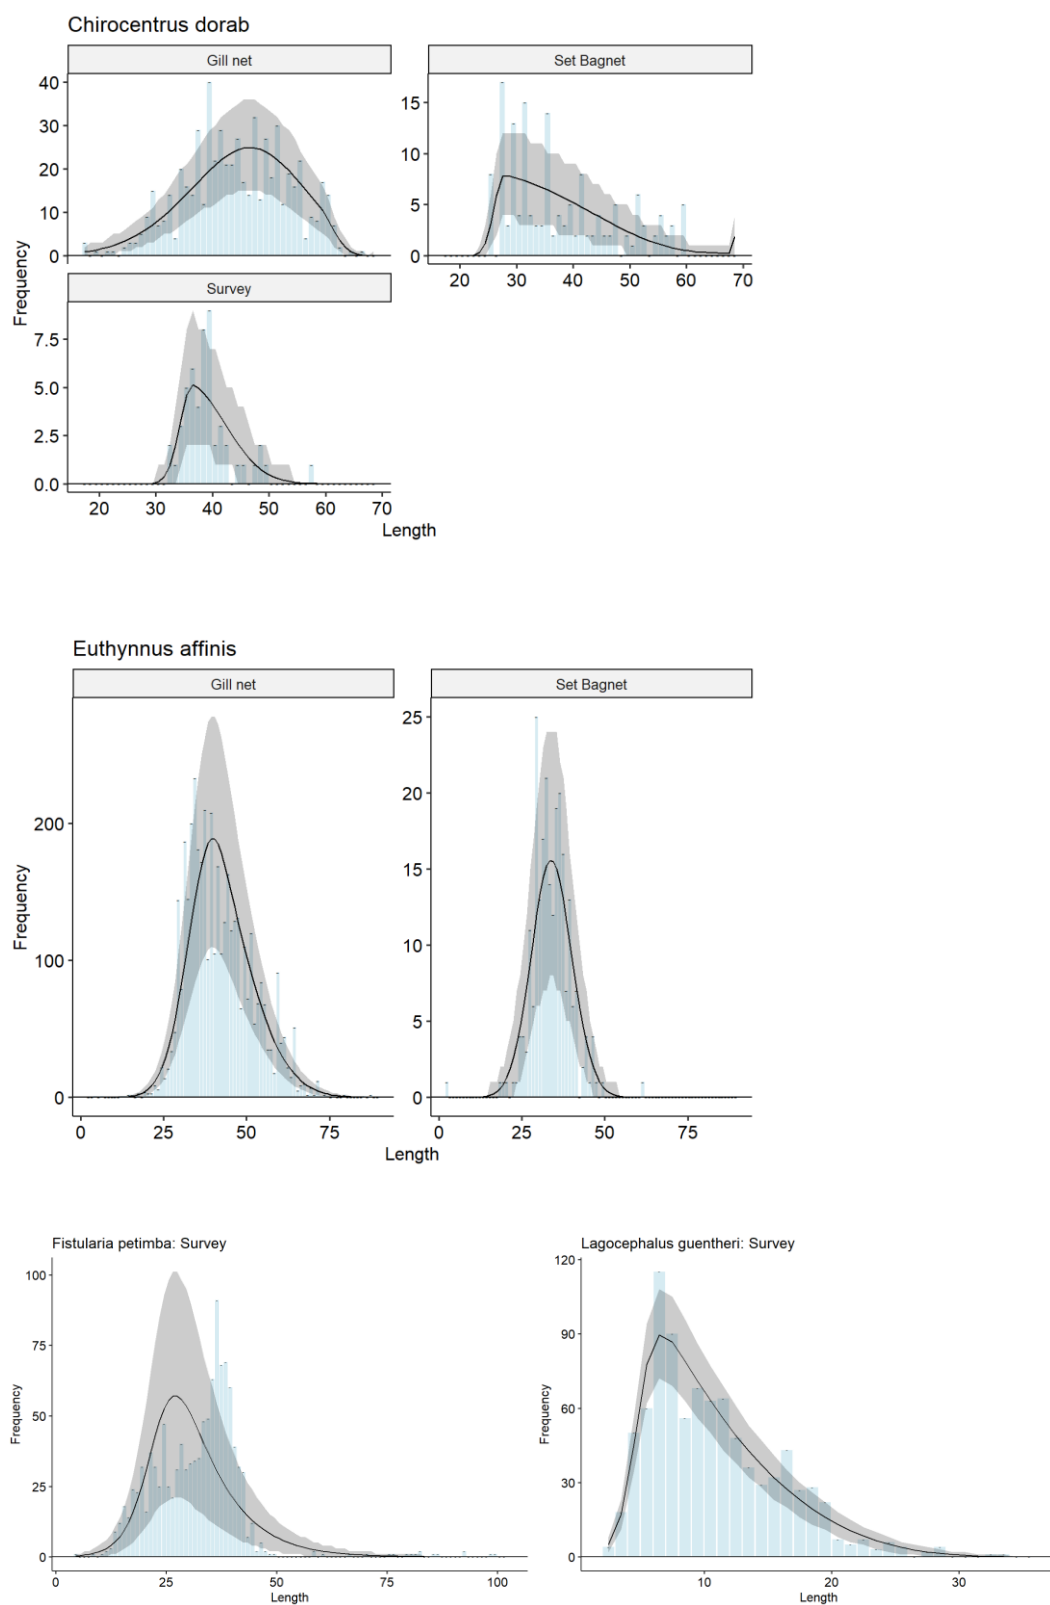 Chirocentrus dorab
Gill net
Set Bagnet
40
30
20
10
0
15
10
5
0
20 30 40 50 60 70
Survey
7.5
5.0
2.5
0.0
20 30 40 50 60 70
Frequency
Length
Euthynnus affinis
Gill net
Set Bagnet
200
100
0
25
20
15
10
5
0
0 25 50 75
0 25 50 75
Frequency
Length
Fistularia petimba: Survey
Lagocephalus guentheri: Survey
100
75
50
25
0
Frequency
0 25 50 75 100
Length
120
90
60
30
0
Frequency
10 20 30
Length